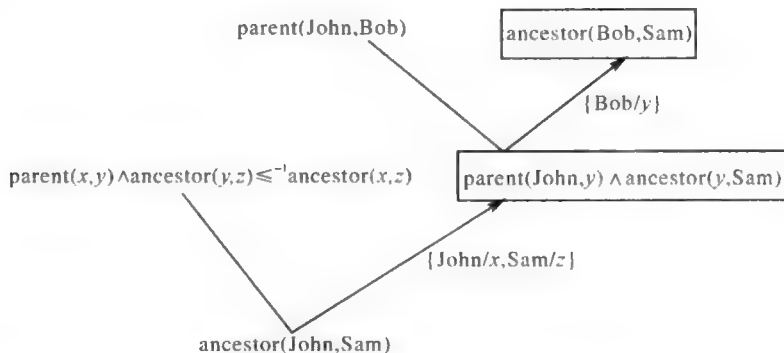 parent(John,Bob)
ancestor(Bob,Sam)
{Bob/y}
parent(x,y)∧ancestor(y,z)⩽⁻¹ancestor(x,z)
parent(John,y)∧ancestor(y,Sam)
{John/x,Sam/z}
ancestor(John,Sam)